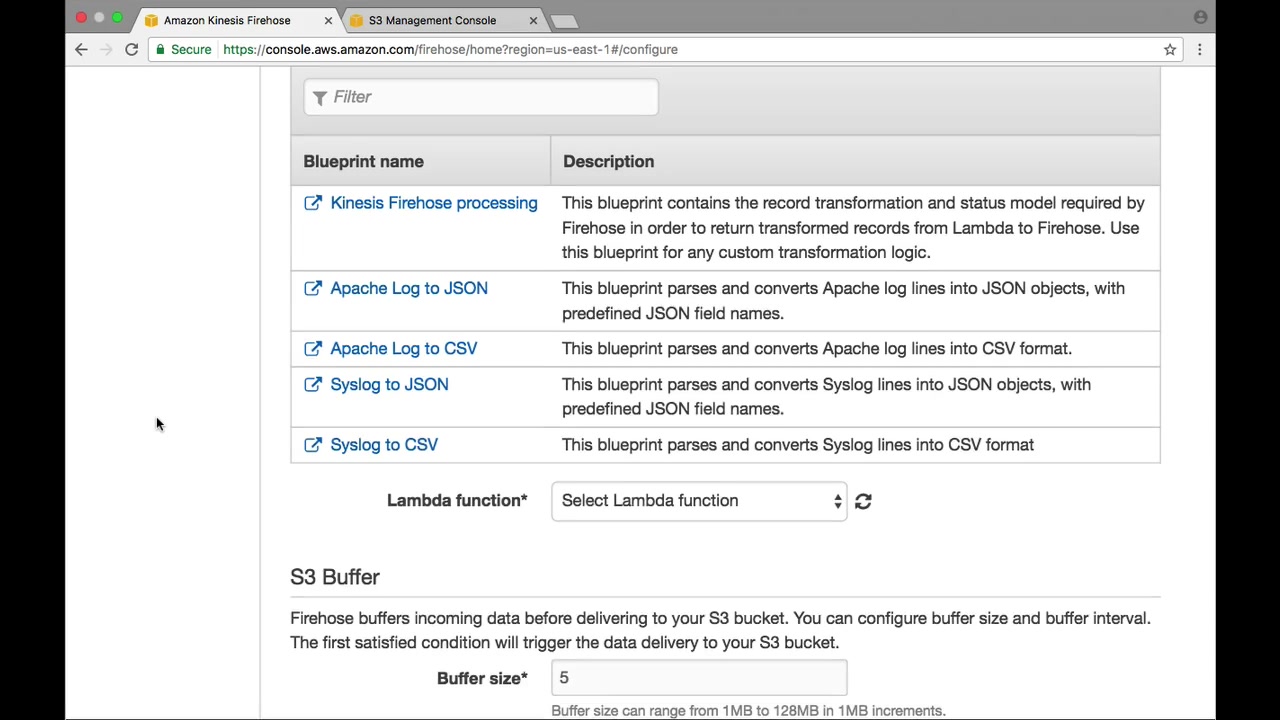 Amazon Kinesis Firehose
S3 Management Console
Secure https://console.aws.amazon.com/firehose/home?region=us-east-1#/configure
Filter
Blueprint name Description
Kinesis Firehose processing This blueprint contains the record transformation and status model required by
Firehose in order to return transformed records from Lambda to Firehose. Use
this blueprint for any custom transformation logic.
Apache Log to JSON This blueprint parses and converts Apache log lines into JSON objects, with
predefined JSON field names.
Apache Log to CSV This blueprint parses and converts Apache log lines into CSV format.
Syslog to JSON This blueprint parses and converts Syslog lines into JSON objects, with
predefined JSON field names.
Syslog to CSV This blueprint parses and converts Syslog lines into CSV format
Lambda function* Select Lambda function
S3 Buffer
Firehose buffers incoming data before delivering to your S3 bucket. You can configure buffer size and buffer interval.
The first satisfied condition will trigger the data delivery to your S3 bucket.
Buffer size* 5
Buffer size can range from 1MB to 128MB in 1MB increments.